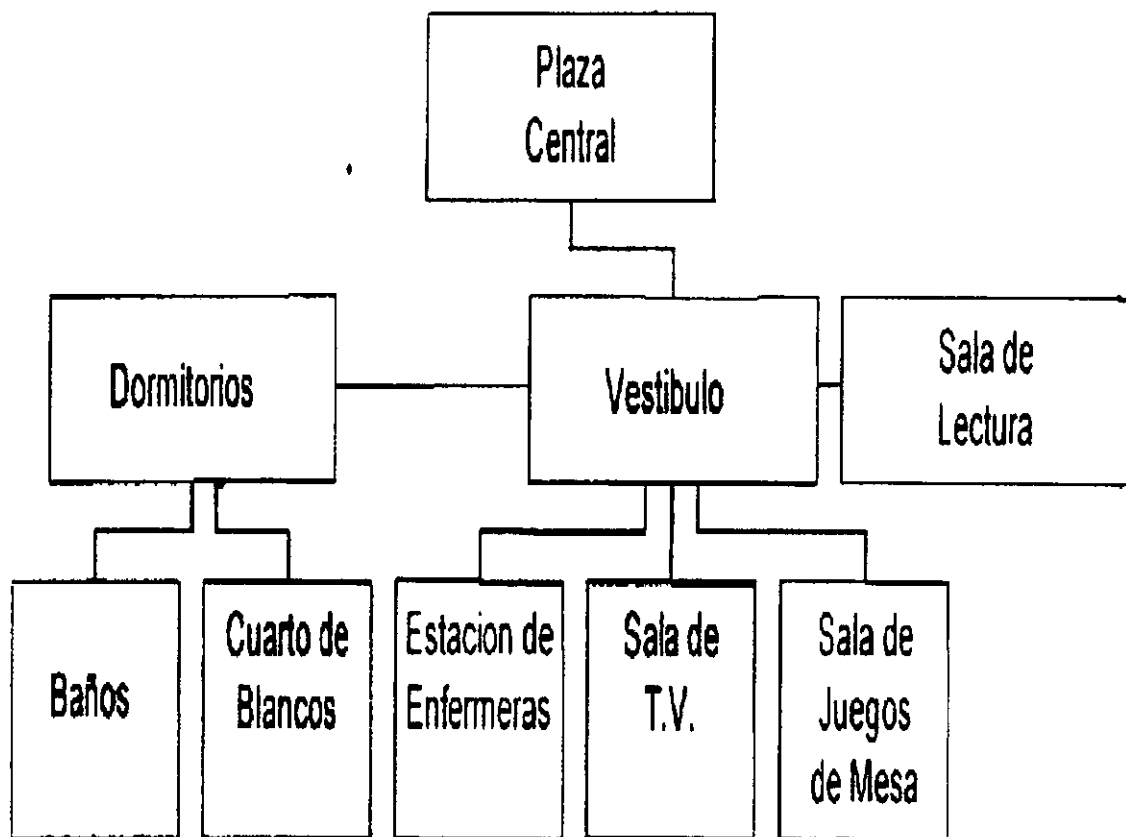 Plaza
Central
Dormitorios
Vestibulo
Sala de
Lectura
Baños
Cuarto de
Blancos
Estacion de
Enfermeras
Sala de
T.V.
Sala de
Juegos
de Mesa